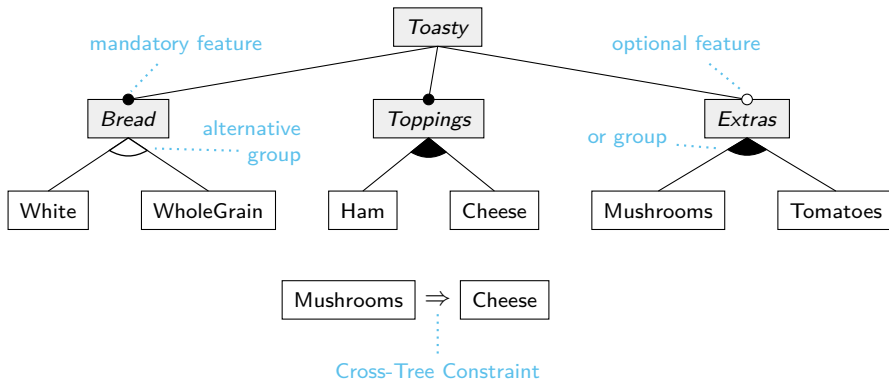 Toasty
mandatory feature
optional feature
Bread
Toppings
Extras
alternative
group
or group
White
WholeGrain
Ham
Cheese
Mushrooms
Tomatoes
Mushrooms ⇒ Cheese
Cross-Tree Constraint